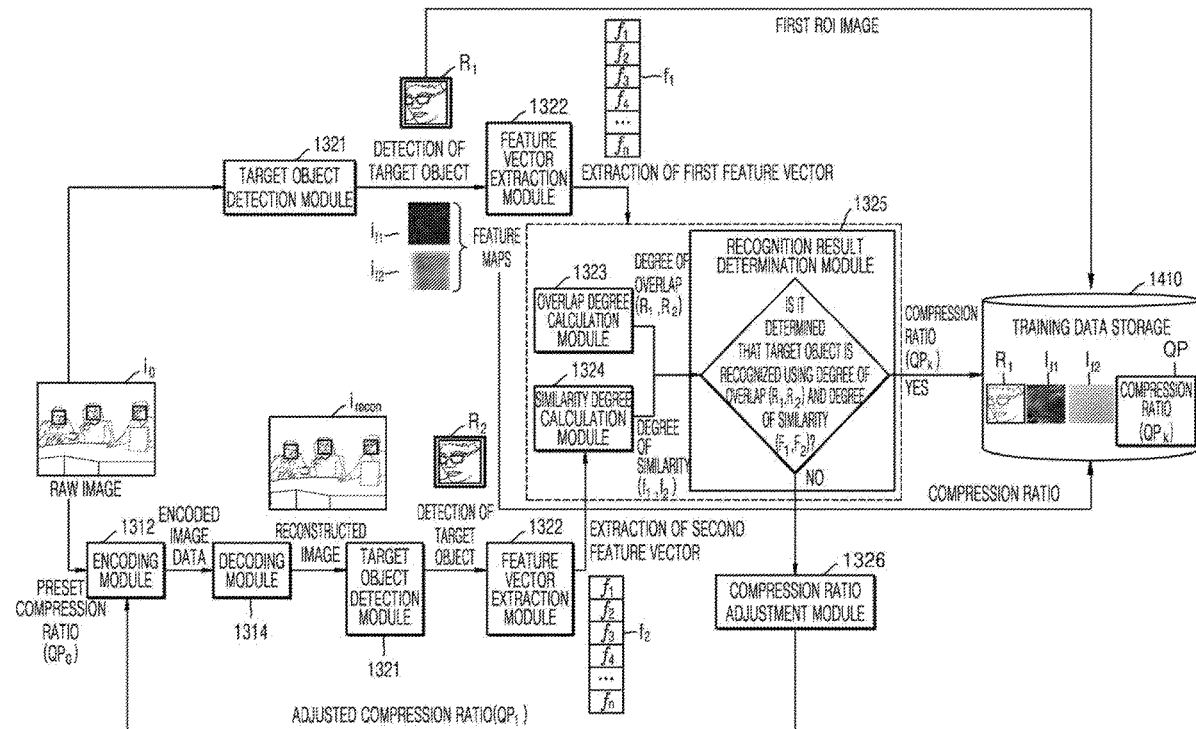 FIRST ROI IMAGE
R1
f1
f2
f3
f4
...
fn
f1
1321
TARGET OBJECT
DETECTION MODULE
DETECTION OF
TARGET OBJECT
1322
FEATURE
VECTOR
EXTRACTION
MODULE
EXTRACTION OF FIRST FEATURE VECTOR
If1
If2
FEATURE
MAPS
1325
RECOGNITION RESULT
DETERMINATION MODULE
1323
OVERLAP DEGREE
CALCULATION
MODULE
DEGREE OF
OVERLAP
(R1,R2)
1324
SIMILARITY DEGREE
CALCULATION
MODULE
DEGREE OF
SIMILARITY
(f1,f2)
IS IT
DETERMINED
THAT TARGET OBJECT IS
RECOGNIZED USING DEGREE OF
OVERLAP (R1,R2) AND DEGREE
OF SIMILARITY
(F1,F2)?
NO
COMPRESSION
RATIO
(QPk)
YES
1410
TRAINING DATA STORAGE
R1
If1
If2
QP
COMPRESSION
RATIO
(QPk)
COMPRESSION RATIO
I0
RAW IMAGE
irecon
R2
1312
ENCODING
MODULE
PRESET
COMPRESSION
RATIO
(QP0)
ENCODED
IMAGE
DATA
DECODING
MODULE
1314
RECONSTRUCTED
IMAGE
TARGET
OBJECT
DETECTION
MODULE
1321
DETECTION OF
TARGET
OBJECT
1322
FEATURE
VECTOR
EXTRACTION
MODULE
EXTRACTION OF SECOND
FEATURE VECTOR
f1
f2
f3
f4
...
fn
f2
1326
COMPRESSION RATIO
ADJUSTMENT MODULE
ADJUSTED COMPRESSION RATIO(QP1)